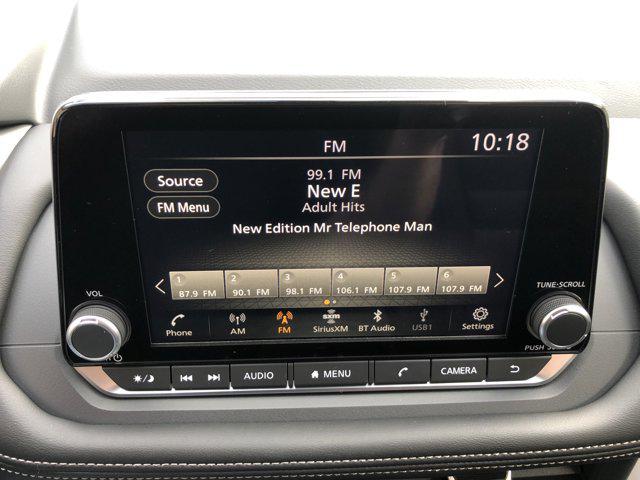 FM 10:18
Source
FM Menu
99.1 FM
New E
Adult Hits
New Edition Mr Telephone Man
1 2 3 4 5 6
87.9 FM 90.1 FM 98.1 FM 106.1 FM 107.9 FM 107.9 FM
VOL
TUNE·SCROLL
sxm
Phone AM FM SiriusXM BT Audio USB1 Settings
PUSH
AUDIO MENU CAMERA